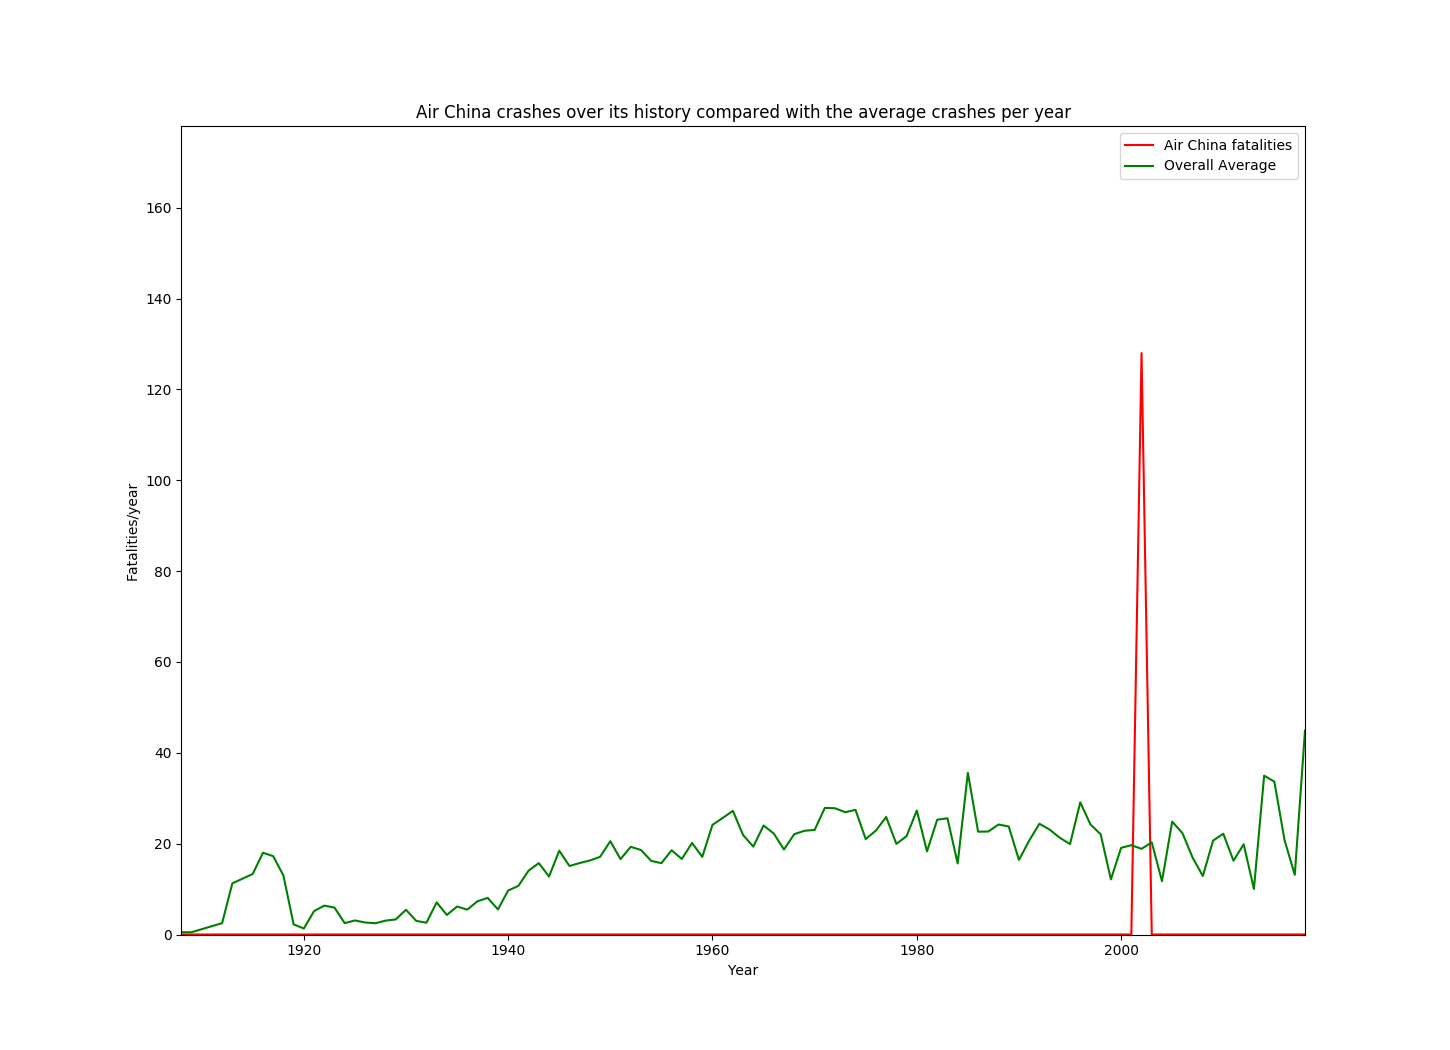 Air China crashes over its history compared with the average crashes per year
Air China fatalities
Overall Average
160
140
120
100
80
60
40
20
0
Fatalities/year
1920
1940
1960
1980
2000
Year